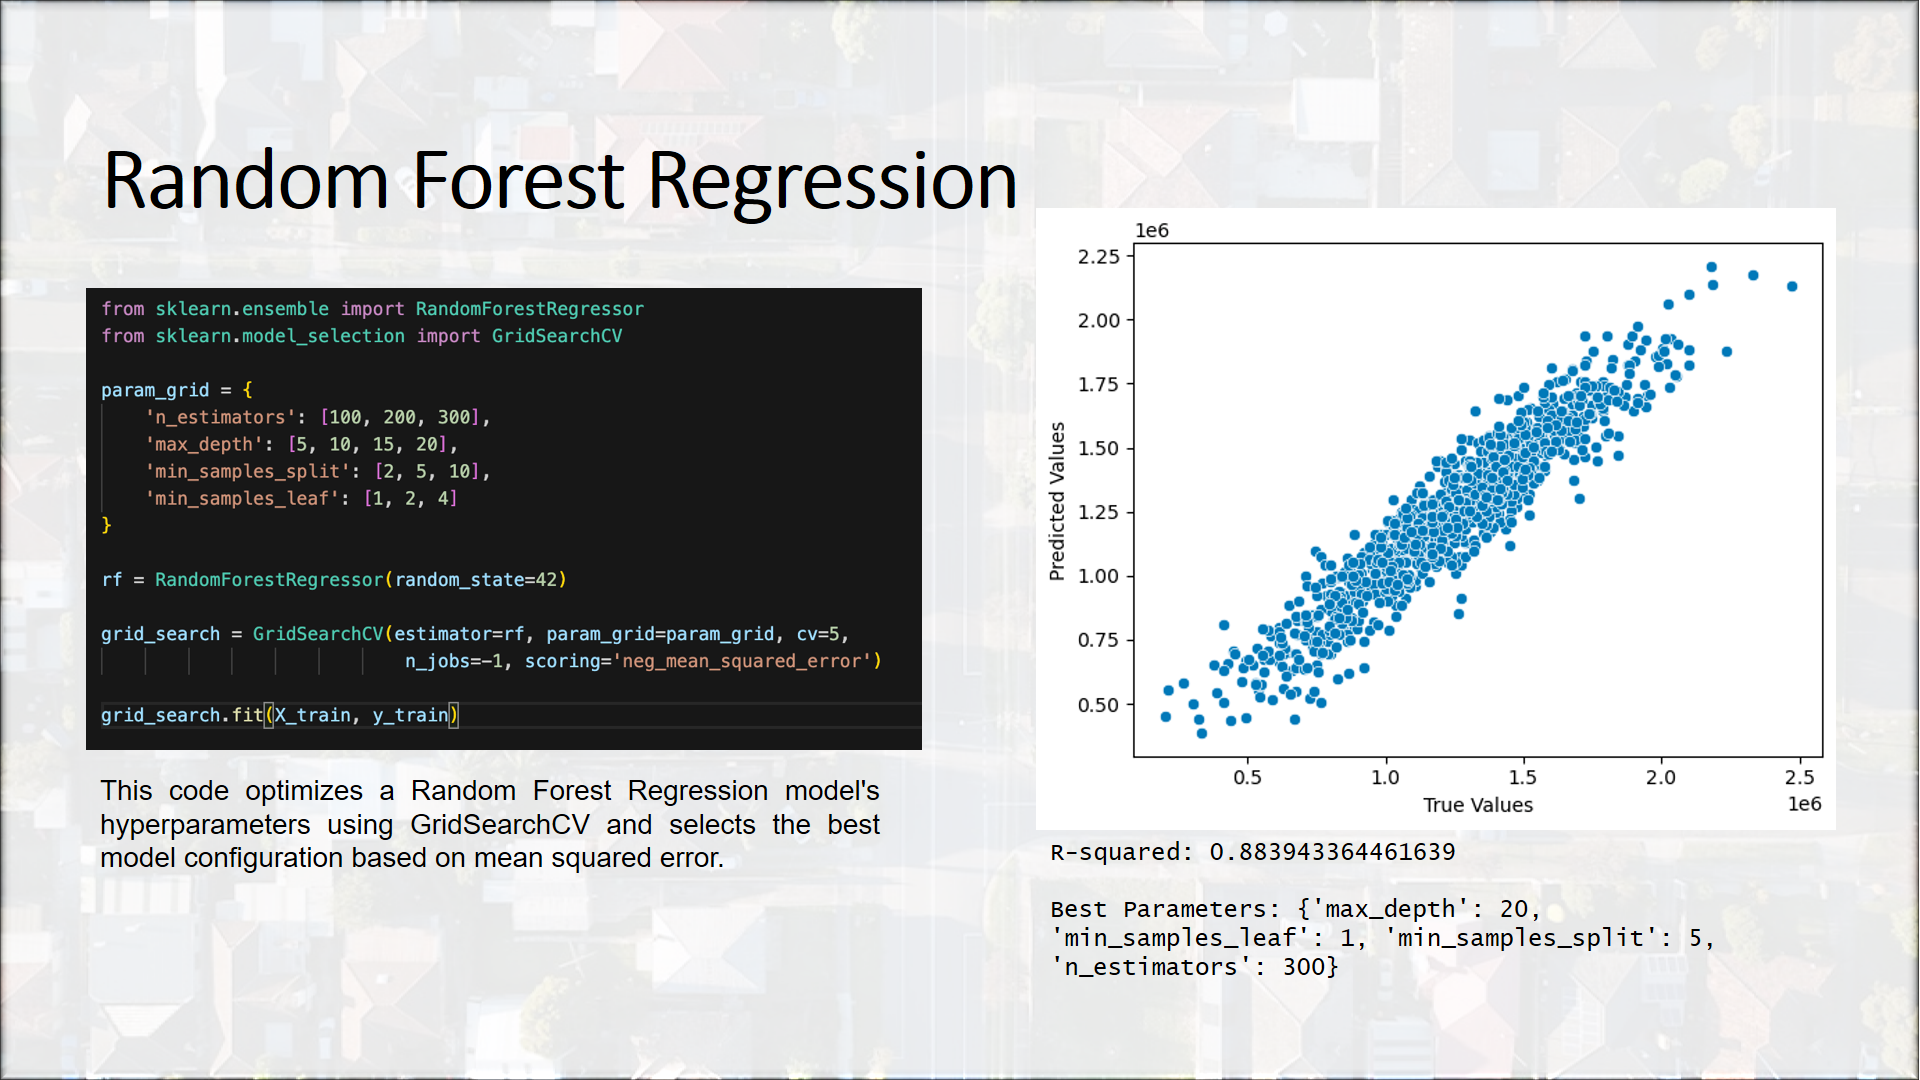 Random Forest Regression
from sklearn.ensemble import RandomForestRegressor
from sklearn.model_selection import GridSearchCV
param_grid = {
'n_estimators': [100, 200, 300],
'max_depth': [5, 10, 15, 20],
'min_samples_split': [2, 5, 10],
'min_samples_leaf': [1, 2, 4]
}
rf = RandomForestRegressor(random_state=42)
grid_search = GridSearchCV(estimator=rf, param_grid=param_grid, cv=5,
n_jobs=-1, scoring='neg_mean_squared_error')
grid_search.fit(X_train, y_train)
This code optimizes a Random Forest Regression model's
hyperparameters using GridSearchCV and selects the best
model configuration based on mean squared error.
1e6
2.25
2.00
1.75
1.50
1.25
1.00
0.75
0.50
Predicted Values
0.5 1.0 1.5 2.0 2.5
True Values
1e6
R-squared: 0.883943364461639
Best Parameters: {'max_depth': 20,
'min_samples_leaf': 1, 'min_samples_split': 5,
'n_estimators': 300}